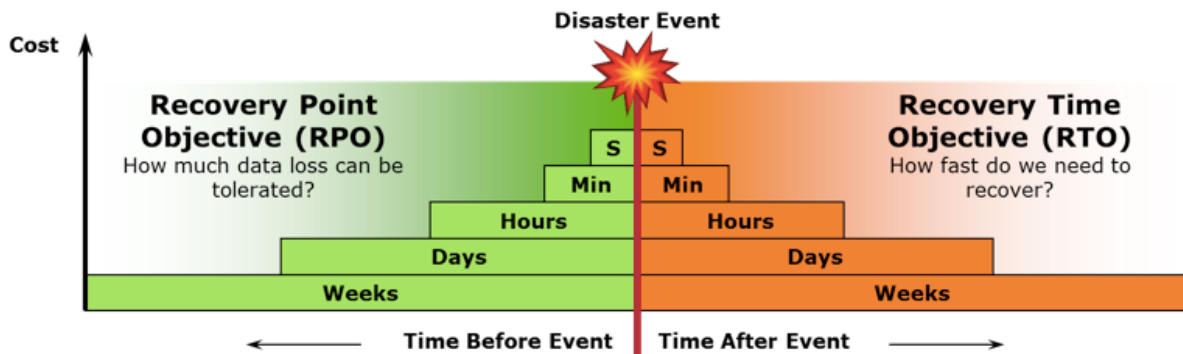 Disaster Event
Cost
Recovery Point
Objective (RPO)
How much data loss can be
tolerated?
Recovery Time
Objective (RTO)
How fast do we need to
recover?
S S
Min Min
Hours Hours
Days Days
Weeks Weeks
Time Before Event Time After Event